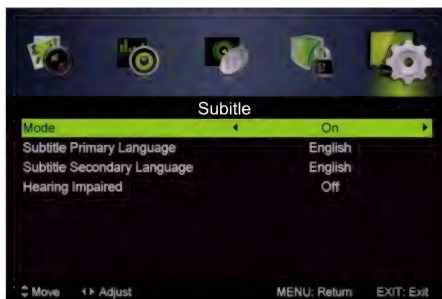 Subitle
Mode On
Subtitle Primary Language English
Subtitle Secondary Language English
Hearing Impaired Off
Move Adjust MENU: Return EXIT: Exit